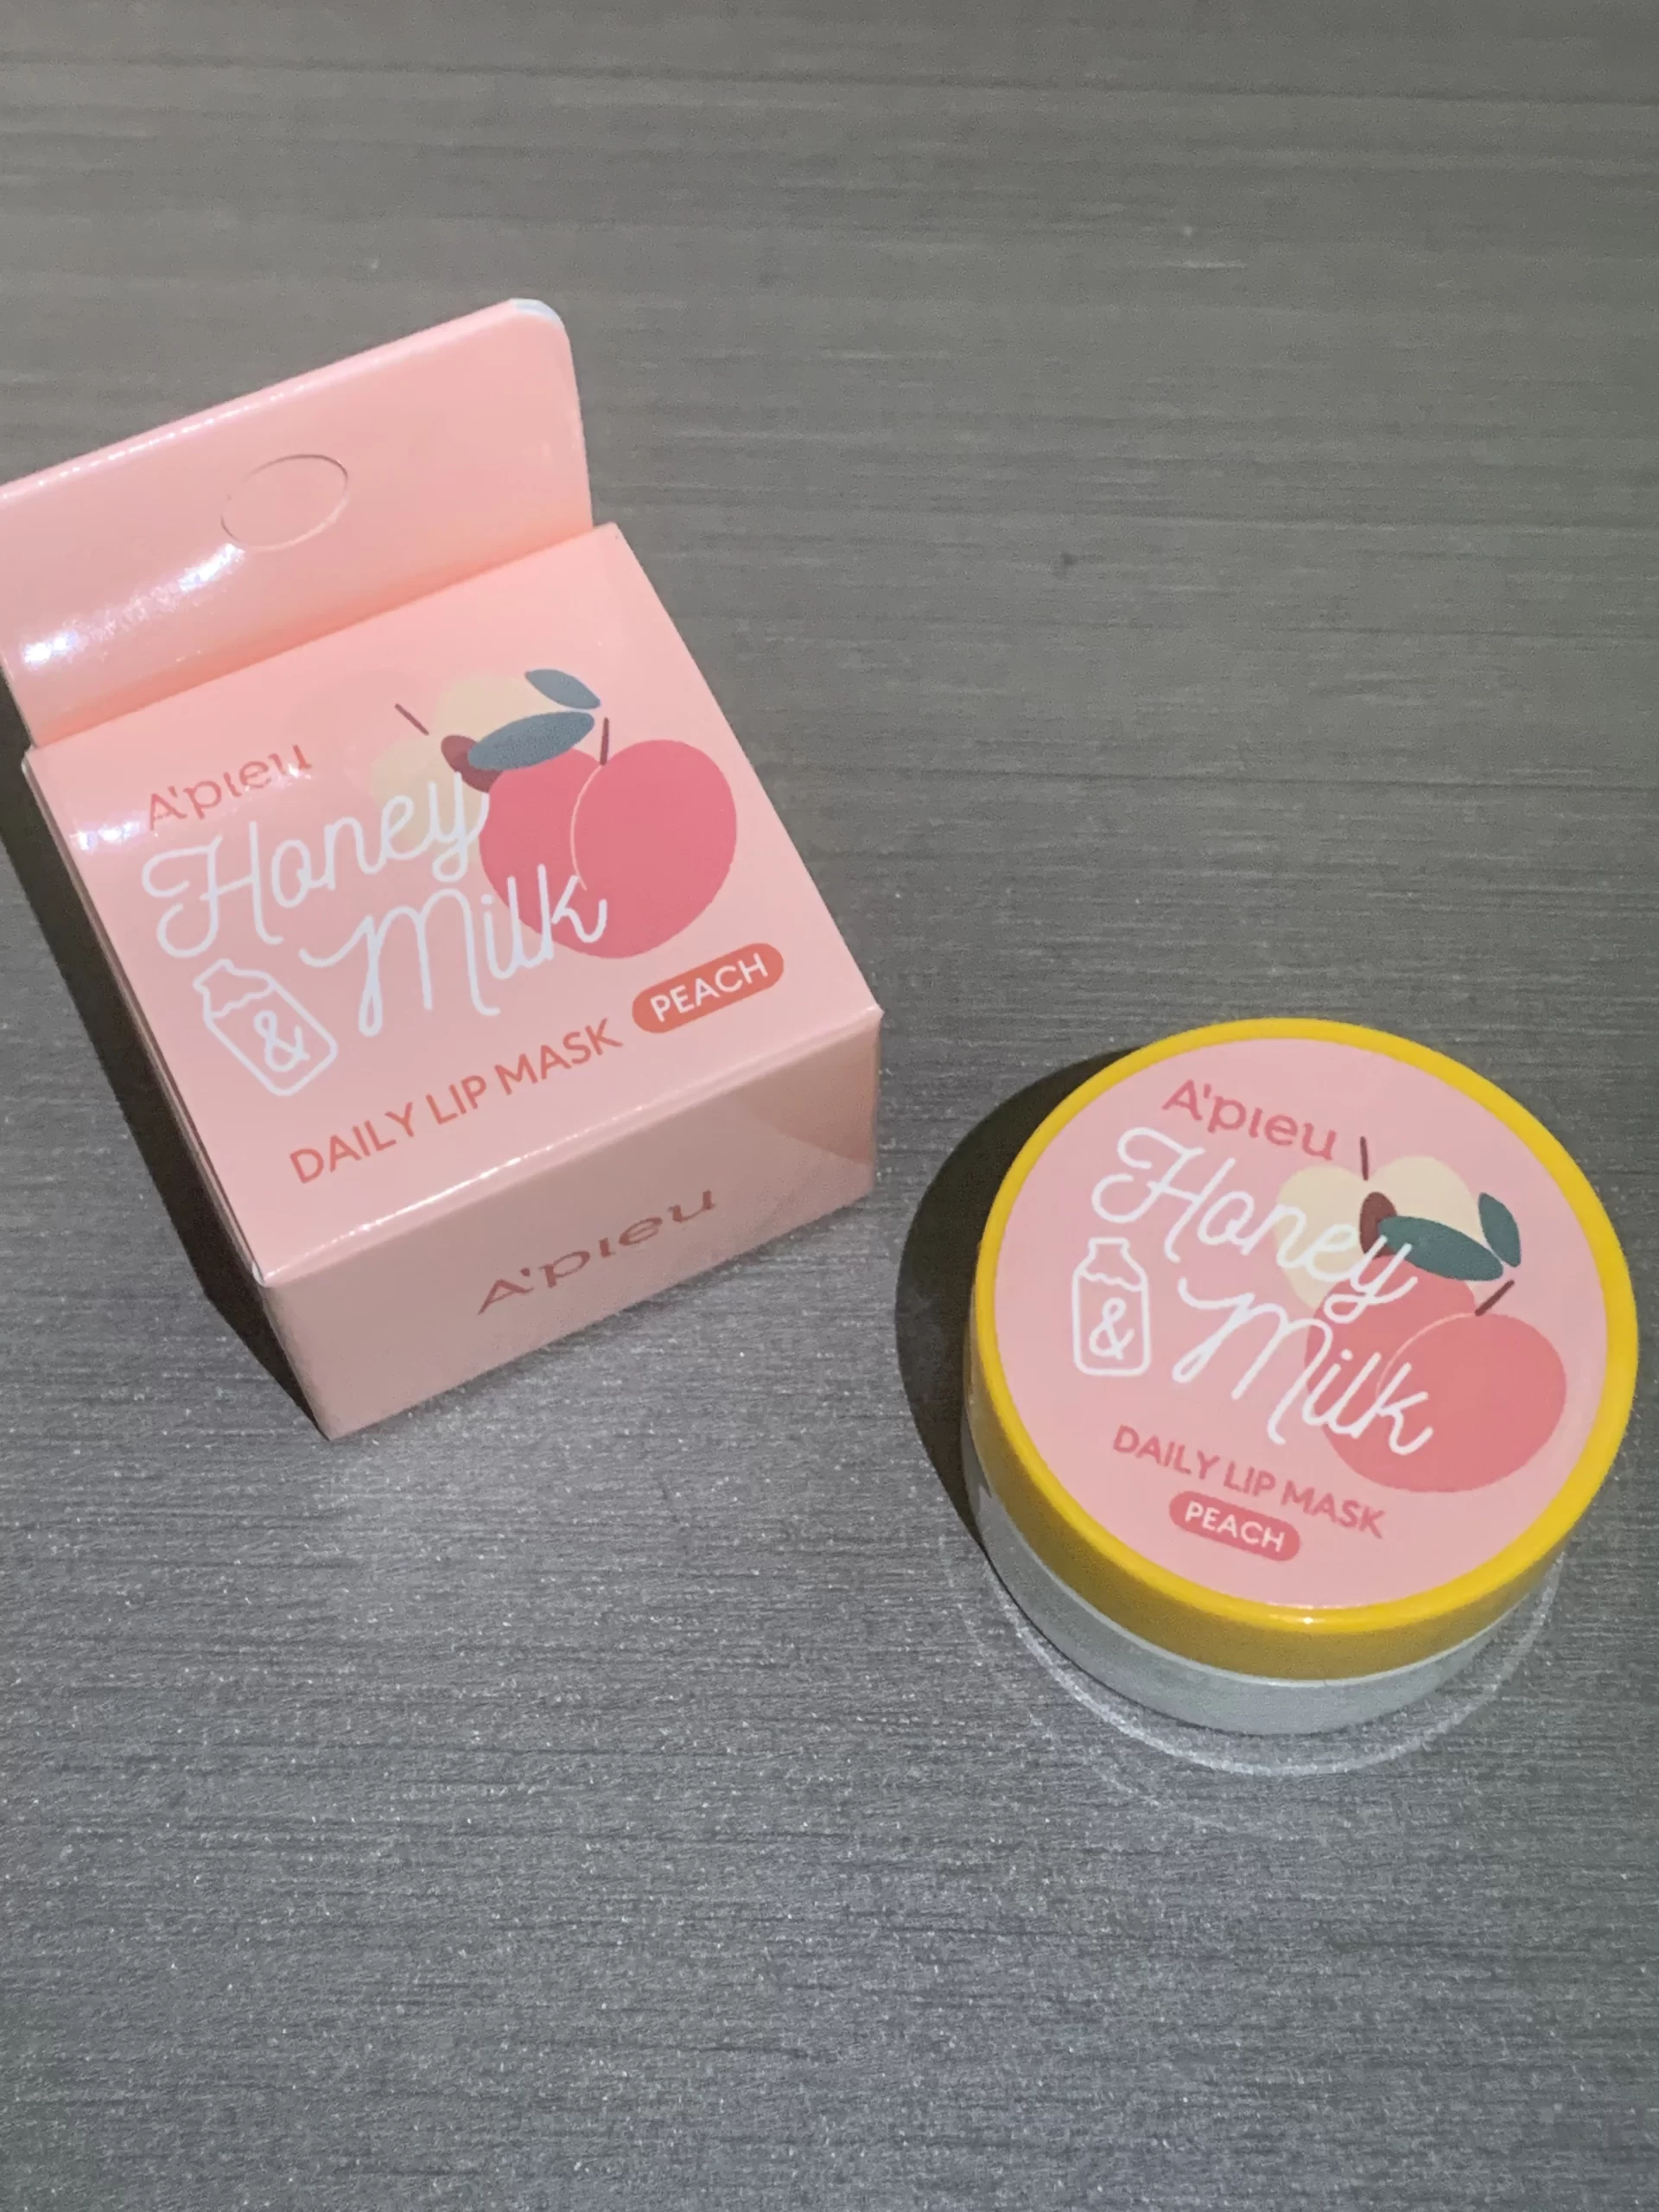 A'pieu
Honey
& Milk
DAILY LIP MASK PEACH
A'pieu
A'pieu
Honey
& Milk
DAILY LIP MASK
PEACH